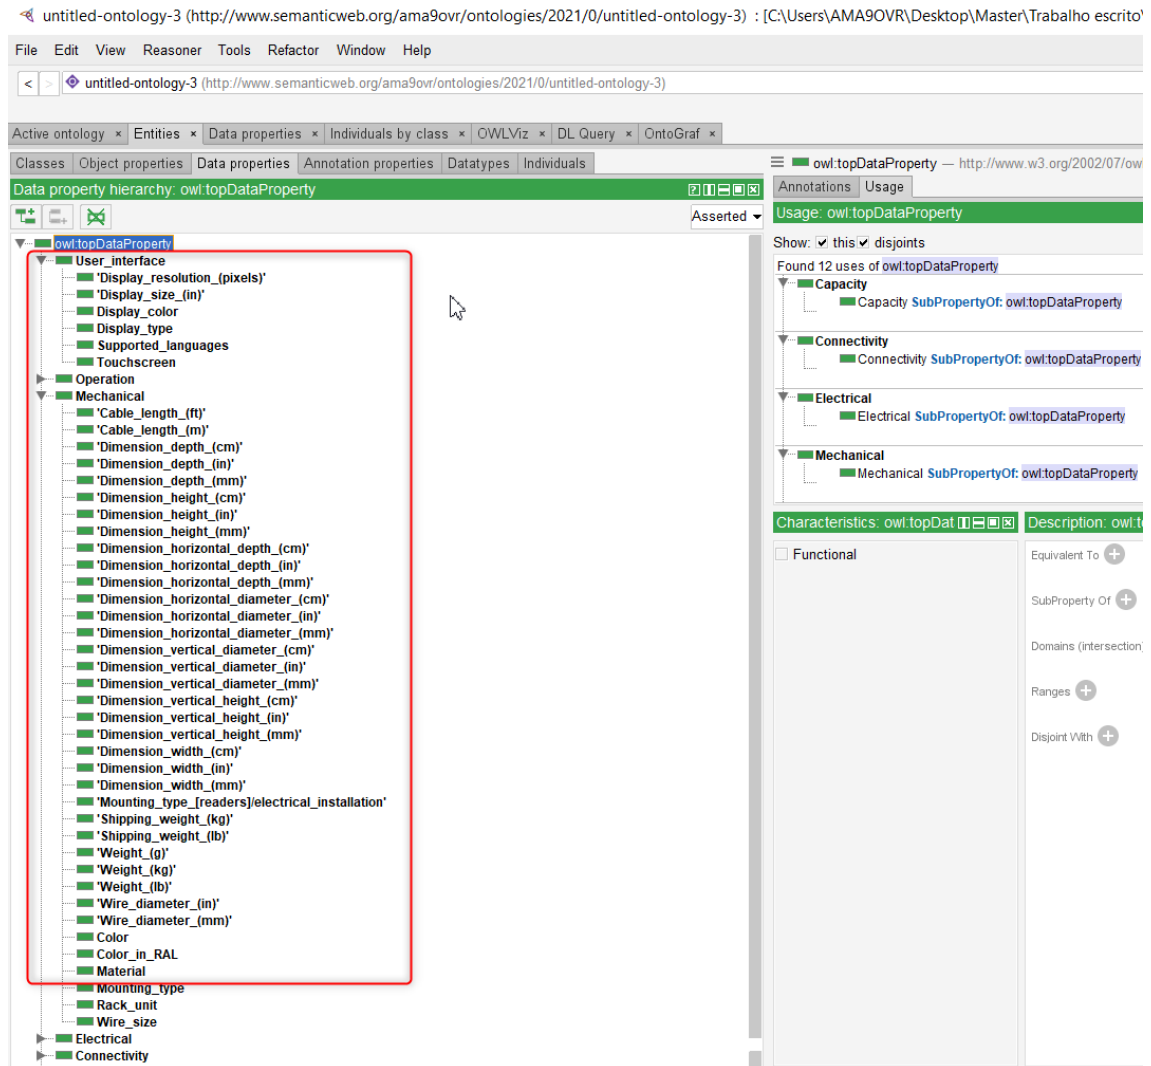 untitled-ontology-3 (http://www.semanticweb.org/ama9ovr/ontologies/2021/0/untitled-ontology-3) : [C:\Users\AMA9OVR\Desktop\Master\Trabalho escrito\
File Edit View Reasoner Tools Refactor Window Help
< > untitled-ontology-3 (http://www.semanticweb.org/ama9ovr/ontologies/2021/0/untitled-ontology-3)
Active ontology × Entities × Data properties × Individuals by class × OWLViz × DL Query × OntoGraf ×
Classes Object properties Data properties Annotation properties Datatypes Individuals
Data property hierarchy: owl:topDataProperty
Asserted
owl:topDataProperty
User_interface
'Display_resolution_(pixels)'
'Display_size_(in)'
Display_color
Display_type
Supported_languages
Touchscreen
Operation
Mechanical
'Cable_length_(ft)'
'Cable_length_(m)'
'Dimension_depth_(cm)'
'Dimension_depth_(in)'
'Dimension_depth_(mm)'
'Dimension_height_(cm)'
'Dimension_height_(in)'
'Dimension_height_(mm)'
'Dimension_horizontal_depth_(cm)'
'Dimension_horizontal_depth_(in)'
'Dimension_horizontal_depth_(mm)'
'Dimension_horizontal_diameter_(cm)'
'Dimension_horizontal_diameter_(in)'
'Dimension_horizontal_diameter_(mm)'
'Dimension_vertical_diameter_(cm)'
'Dimension_vertical_diameter_(in)'
'Dimension_vertical_diameter_(mm)'
'Dimension_vertical_height_(cm)'
'Dimension_vertical_height_(in)'
'Dimension_vertical_height_(mm)'
'Dimension_width_(cm)'
'Dimension_width_(in)'
'Dimension_width_(mm)'
'Mounting_type_[readers]/electrical_installation'
'Shipping_weight_(kg)'
'Shipping_weight_(lb)'
'Weight_(g)'
'Weight_(kg)'
'Weight_(lb)'
'Wire_diameter_(in)'
'Wire_diameter_(mm)'
Color
Color_in_RAL
Material
Mounting_type
Rack_unit
Wire_size
Electrical
Connectivity
owl:topDataProperty — http://www.w3.org/2002/07/ow
Annotations Usage
Usage: owl:topDataProperty
Show: this disjoints
Found 12 uses of owl:topDataProperty
Capacity
Capacity SubPropertyOf: owl:topDataProperty
Connectivity
Connectivity SubPropertyOf: owl:topDataProperty
Electrical
Electrical SubPropertyOf: owl:topDataProperty
Mechanical
Mechanical SubPropertyOf: owl:topDataProperty
Characteristics: owl:topDat
Functional
Description: owl:t
Equivalent To
SubProperty Of
Domains (intersection)
Ranges
Disjoint With